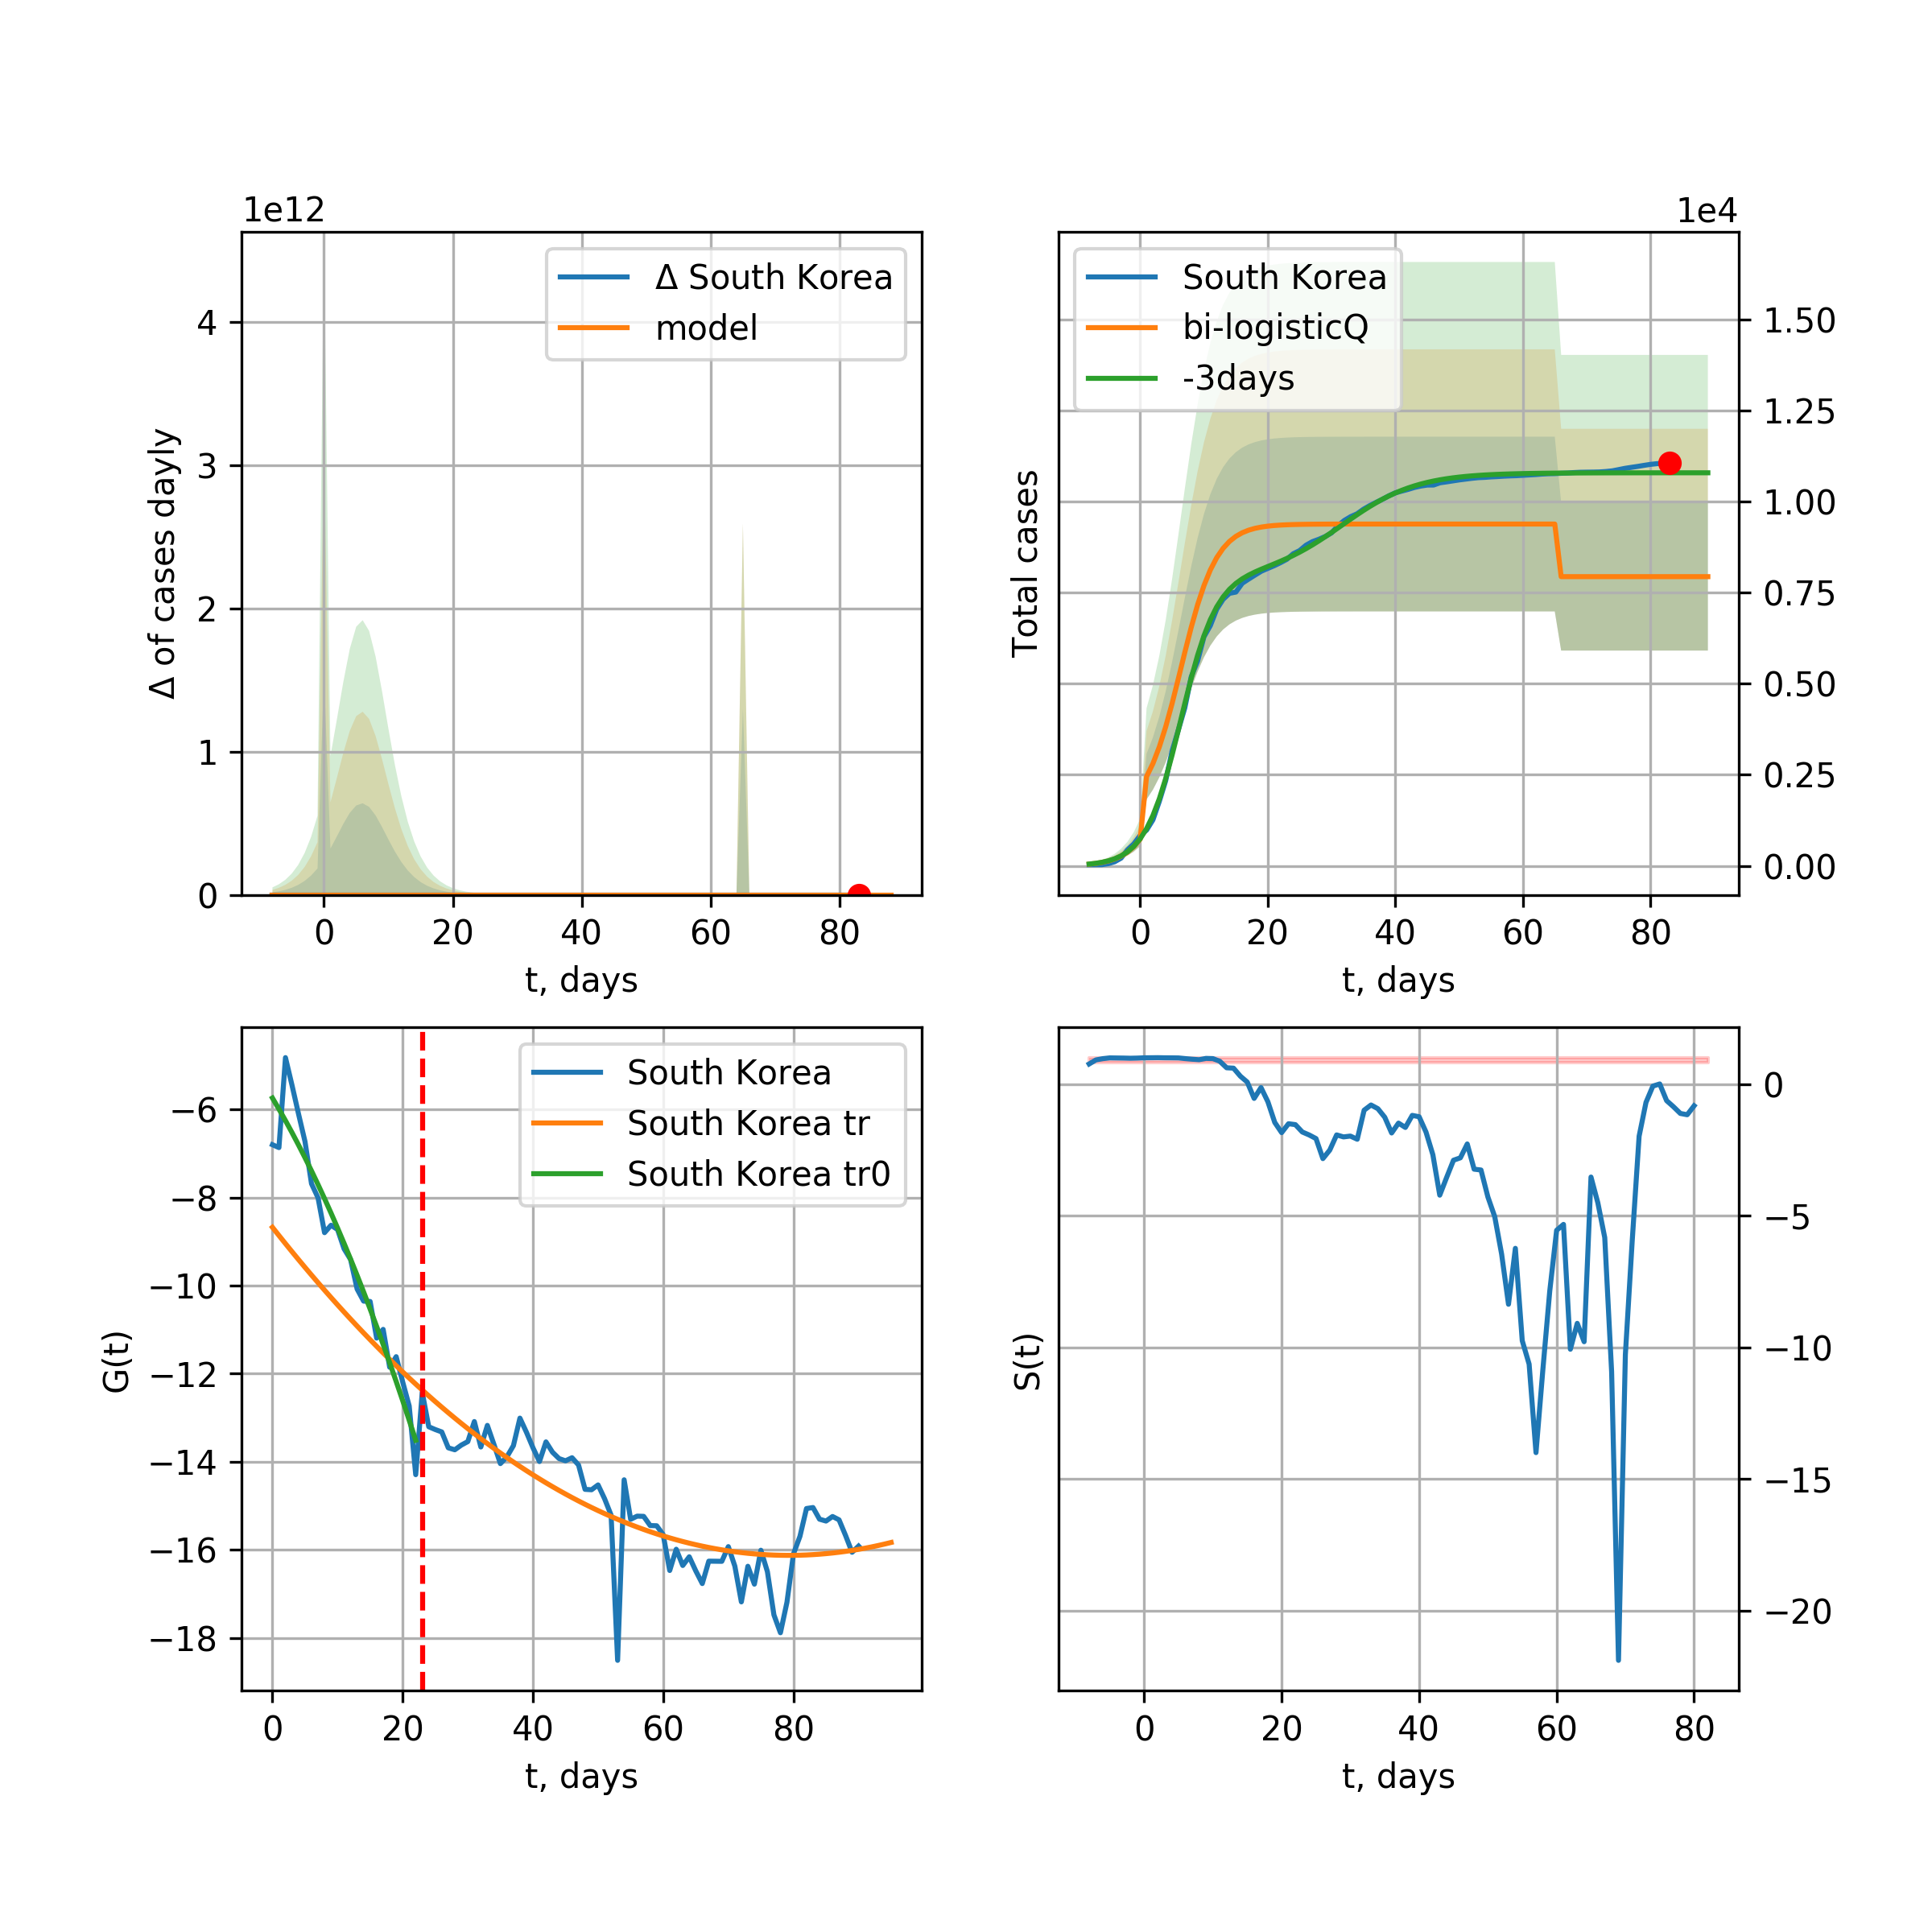 1e12
Δ South Korea
model
4
3
2
1
0
Δ of cases dayly
0 20 40 60 80
t, days
1e4
South Korea
bi-logisticQ
-3days
1.50
1.25
1.00
0.75
0.50
0.25
0.00
Total cases
0 20 40 60 80
t, days
South Korea
South Korea tr
South Korea tr0
−6
−8
−10
−12
−14
−16
−18
G(t)
0 20 40 60 80
t, days
0
−5
−10
−15
−20
S(t)
0 20 40 60 80
t, days